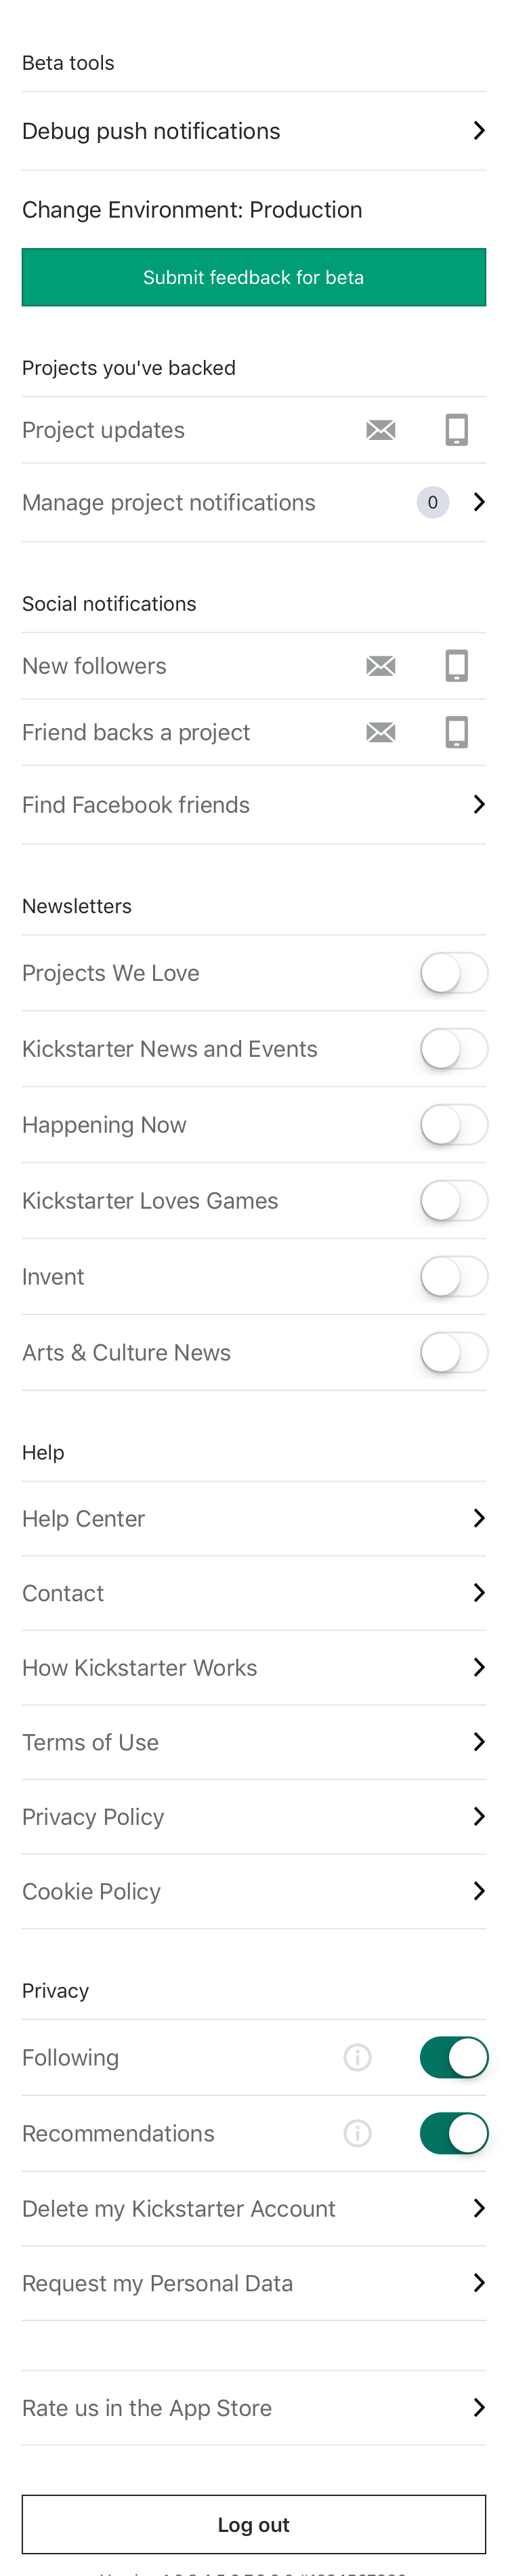 Beta tools
Debug push notifications
Change Environment: Production
Submit feedback for beta
Projects you've backed
Project updates
Manage project notifications 0
Social notifications
New followers
Friend backs a project
Find Facebook friends
Newsletters
Projects We Love
Kickstarter News and Events
Happening Now
Kickstarter Loves Games
Invent
Arts & Culture News
Help
Help Center
Contact
How Kickstarter Works
Terms of Use
Privacy Policy
Cookie Policy
Privacy
Following
Recommendations
Delete my Kickstarter Account
Request my Personal Data
Rate us in the App Store
Log out